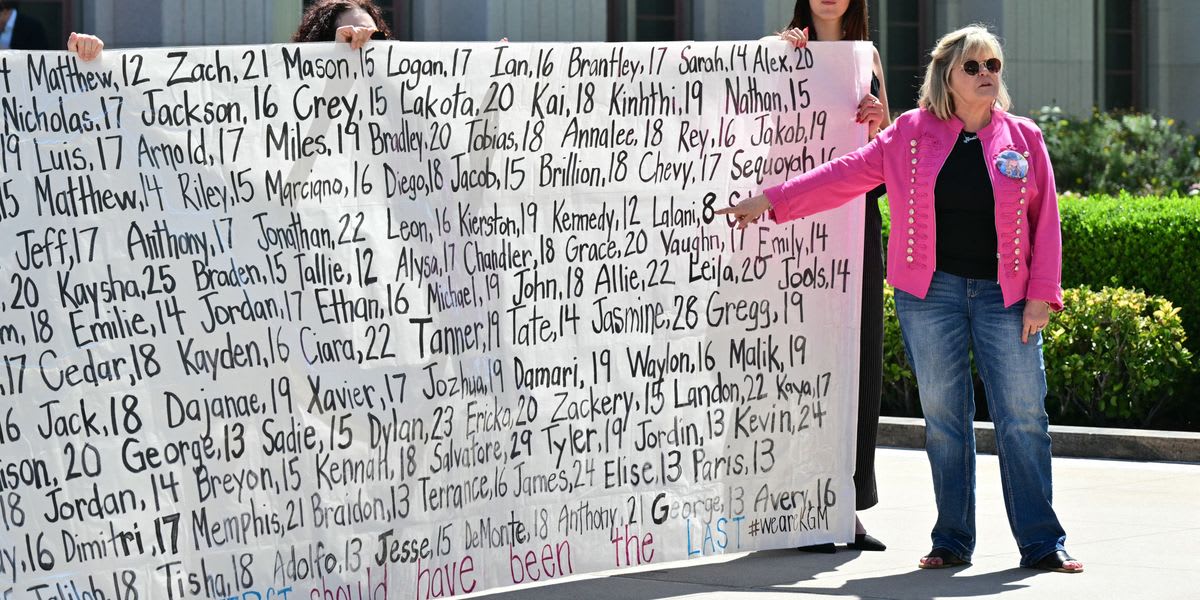 4 Matthew,12 Zach,21 Mason,15 Logan,17 Ian,16 Brantley,17 Sarah,14 Alex,20
Nicholas,17 Jackson,16 Crey,15 Lakota,20 Kai,18 Kinhthi,19 Nathan,15
19 Luis,17 Arnold,17 Miles,19 Bradley,20 Tobias,18 Annalee,18 Rey,16 Jakob,19
15 Matthew,14 Riley,15 Marciano,16 Diego,18 Jacob,15 Brillion,18 Chevy,17 Sequoyah
Jeff,17 Anthony,17 Jonathan,22 Leon,16 Kierston,19 Kennedy,12 Lalani,8
20 Kaysha,25 Braden,15 Tallie,12 Alysa,17 Chandler,18 Grace,20 Vaughn,17 Emily,14
18 Emilie,14 Jordan,17 Ethan,16 Michael,19 John,18 Allie,22 Leila,20 Jools,14
17 Cedar,18 Kayden,16 Ciara,22 Tanner,19 Tate,14 Jasmine,28 Gregg,19
16 Jack,18 Dajanae,19 Xavier,17 Jozhua,19 Damari,19 Waylon,16 Malik,19
ison,20 George,13 Sadie,15 Dylan,23 Ericka,20 Zackery,15 Landon,22 Kava,17
18 Jordan,14 Breyon,15 Kennah,18 Salvatore,29 Tyler,19 Jordin,13 Kevin,24
y,16 Dimitri,17 Memphis,21 Braldon,13 Terrance,16 James,24 Elise,13 Paris,13
18 Tisha,18 Adolfo,13 Jesse,15 DeMonte,18 Anthony,21 George,13 Avery,16
should have been the LAST #weareKGM